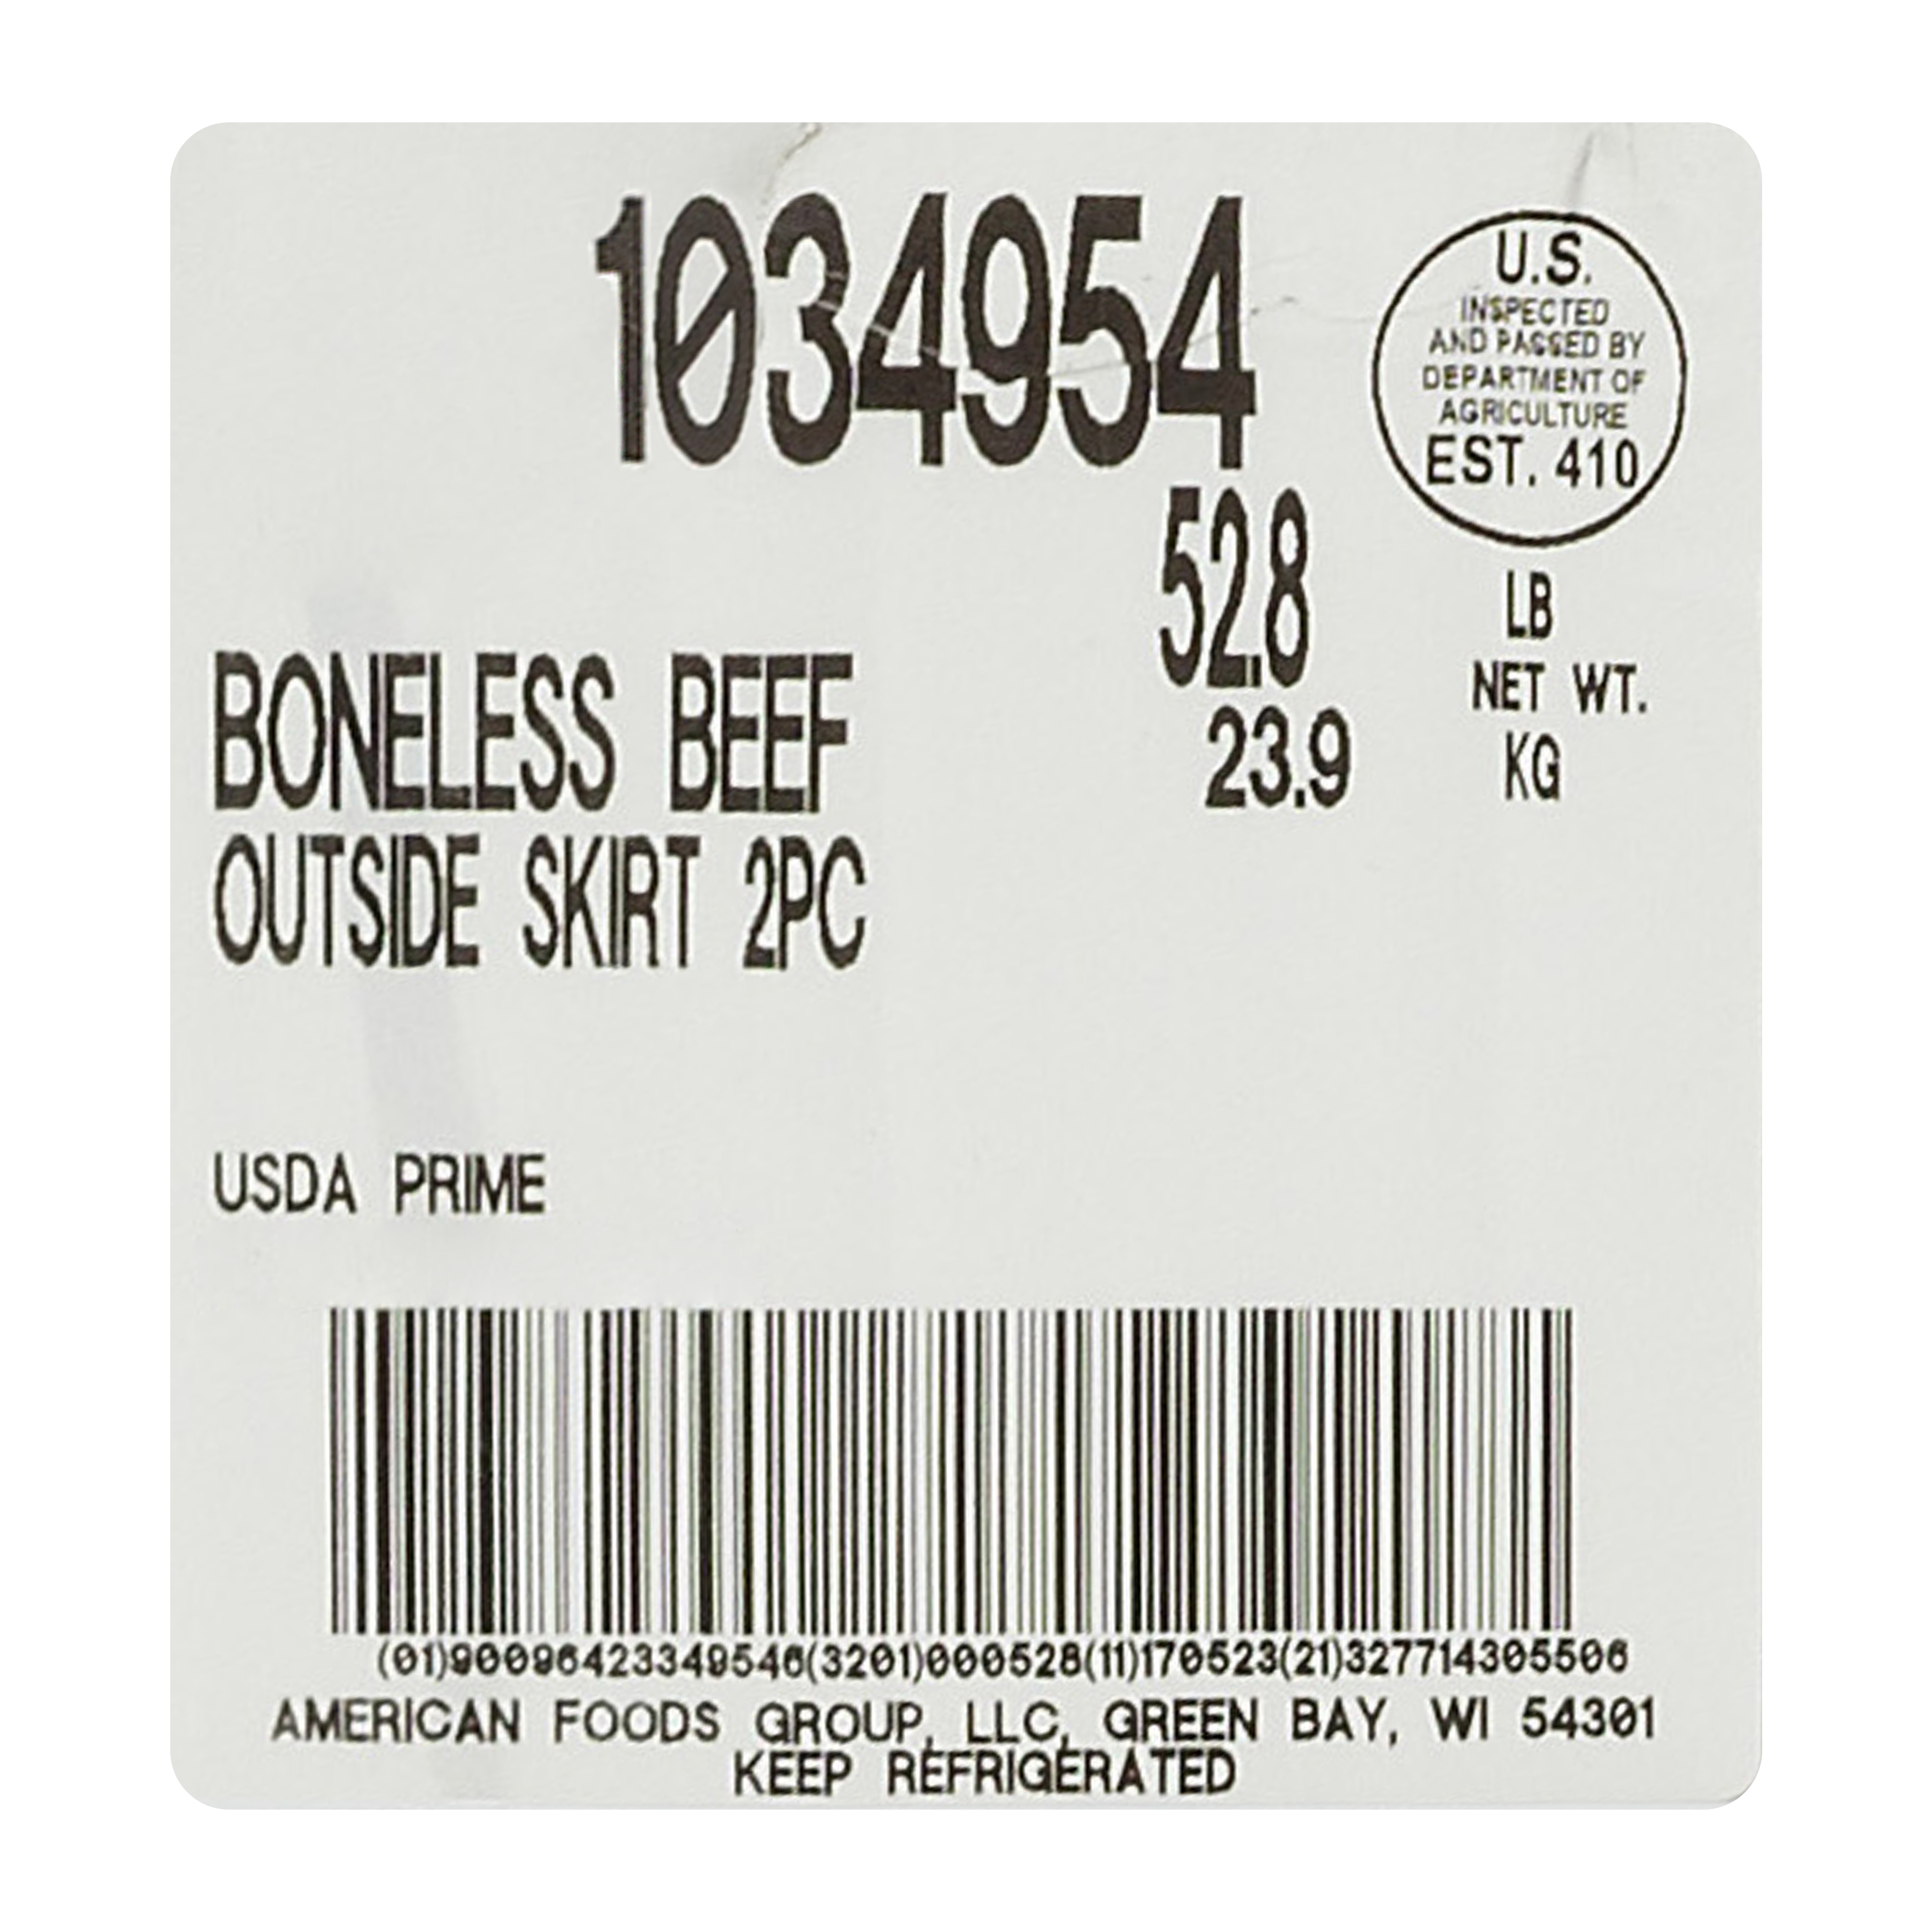 1034954
U.S.
INSPECTED
AND PASSED BY
DEPARTMENT OF
AGRICULTURE
EST. 410
52.8 LB
NET WT.
23.9 KG
BONELESS BEEF
OUTSIDE SKIRT 2PC
USDA PRIME
(01)90096423349546(3201)000528(11)170523(21)327714305506
AMERICAN FOODS GROUP, LLC, GREEN BAY, WI 54301
KEEP REFRIGERATED